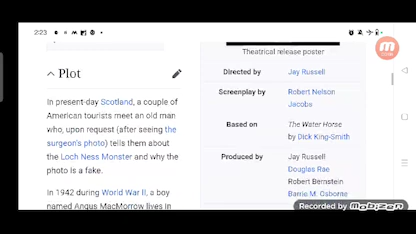 2:23
Theatrical release poster
Plot
Directed by Jay Russell
Screenplay by Robert Nelson
Jacobs
Based on The Water Horse
by Dick King-Smith
Produced by Jay Russell
Douglas Rae
Robert Bernstein
Barrie M. Osborne
In present-day Scotland, a couple of
American tourists meet an old man
who, upon request (after seeing the
surgeon's photo) tells them about
the Loch Ness Monster and why the
photo is a fake.
In 1942 during World War II, a boy
named Angus MacMorrow lives in
Recorded by Mobizen